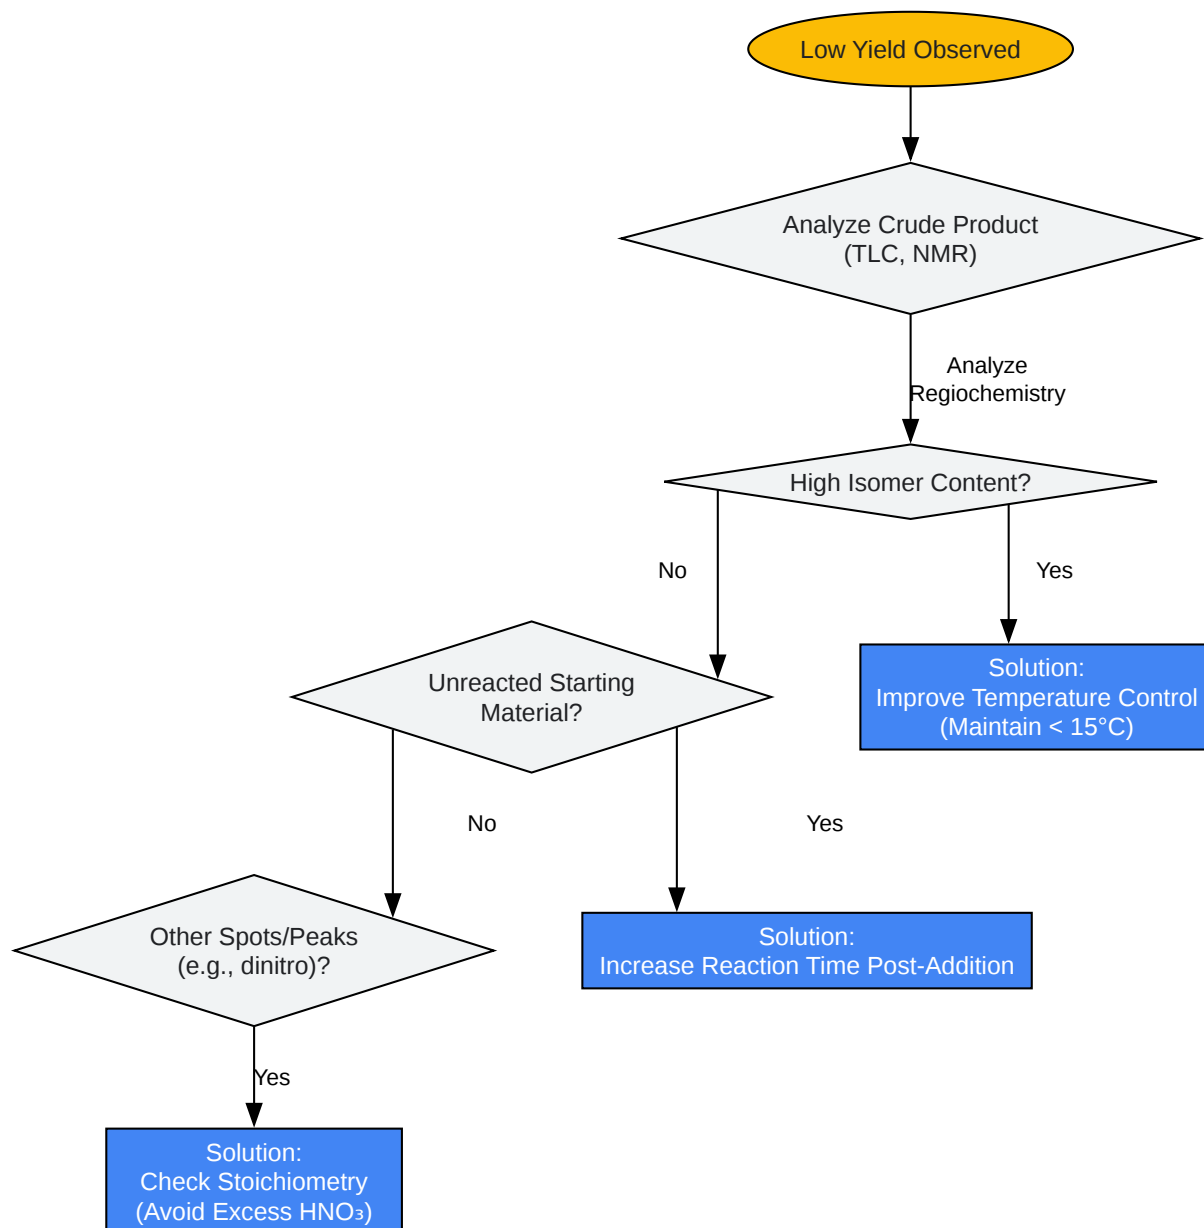 Low Yield Observed
Analyze Crude Product
(TLC, NMR)
Analyze
Regiochemistry
High Isomer Content?
No
Yes
Unreacted Starting
Material?
Solution:
Improve Temperature Control
(Maintain < 15°C)
No
Yes
Other Spots/Peaks
(e.g., dinitro)?
Solution:
Increase Reaction Time Post-Addition
Yes
Solution:
Check Stoichiometry
(Avoid Excess HNO₃)